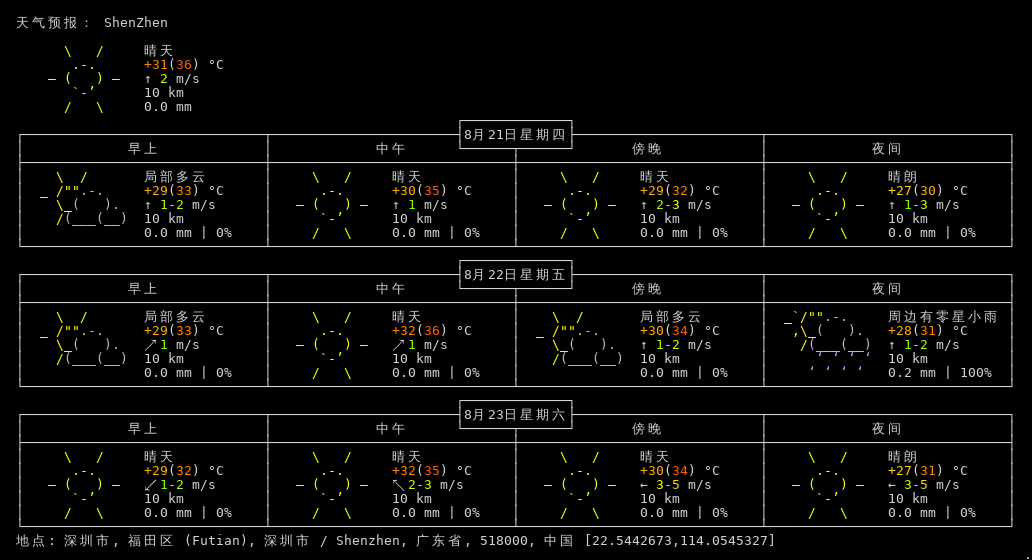 天气预报： ShenZhen
晴天
+31(36) °C
↑ 2 m/s
10 km
0.0 mm
8月21日星期四
早上 中午 傍晚 夜间
局部多云 晴天 晴天 晴朗
+29(33) °C +30(35) °C +29(32) °C +27(30) °C
↑ 1-2 m/s ↑ 1 m/s ↑ 2-3 m/s ↑ 1-3 m/s
10 km 10 km 10 km 10 km
0.0 mm | 0% 0.0 mm | 0% 0.0 mm | 0% 0.0 mm | 0%
8月22日星期五
早上 中午 傍晚 夜间
局部多云 晴天 局部多云 周边有零星小雨
+29(33) °C +32(36) °C +30(34) °C +28(31) °C
↗ 1 m/s ↗ 1 m/s ↑ 1-2 m/s ↑ 1-2 m/s
10 km 10 km 10 km 10 km
0.0 mm | 0% 0.0 mm | 0% 0.0 mm | 0% 0.2 mm | 100%
8月23日星期六
早上 中午 傍晚 夜间
晴天 晴天 晴天 晴朗
+29(32) °C +32(35) °C +30(34) °C +27(31) °C
↙ 1-2 m/s ↖ 2-3 m/s ← 3-5 m/s ← 3-5 m/s
10 km 10 km 10 km 10 km
0.0 mm | 0% 0.0 mm | 0% 0.0 mm | 0% 0.0 mm | 0%
地点: 深圳市, 福田区 (Futian), 深圳市 / Shenzhen, 广东省, 518000, 中国 [22.5442673,114.0545327]